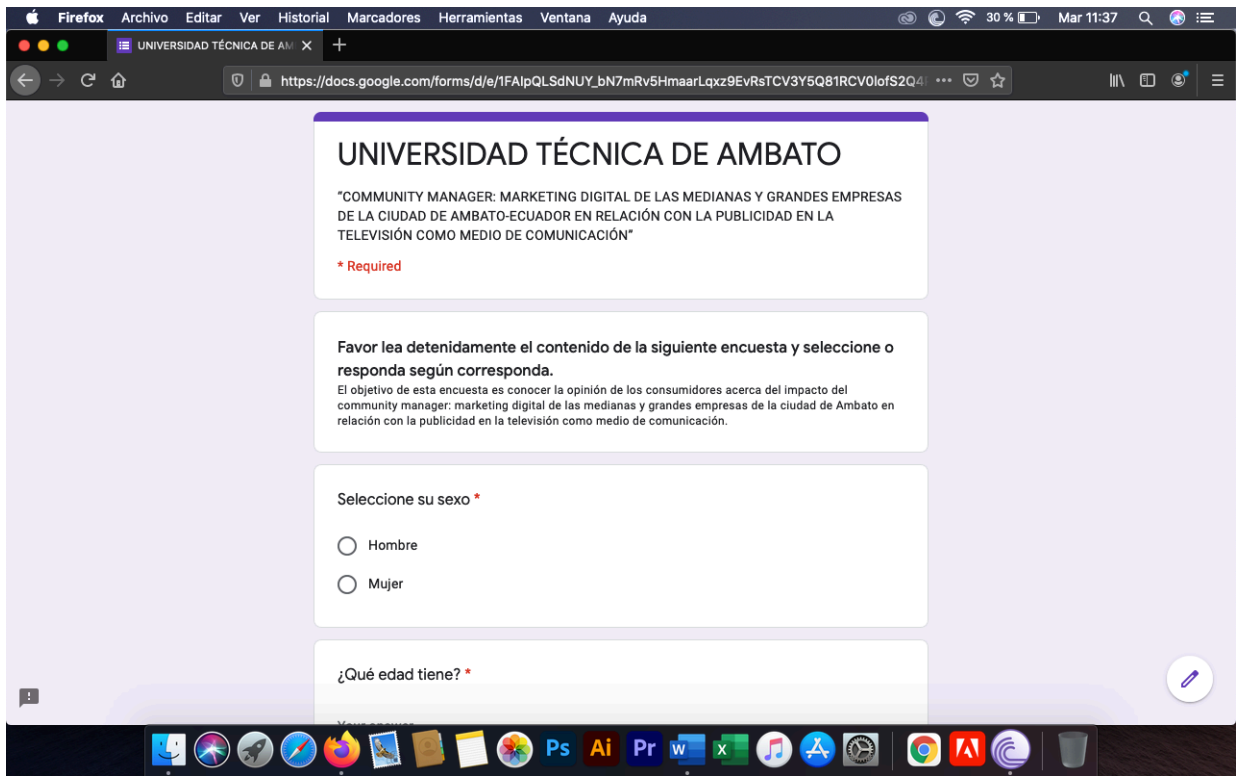 Firefox Archivo Editar Ver Historial Marcadores Herramientas Ventana Ayuda 30 % Mar 11:37
UNIVERSIDAD TÉCNICA DE AM
https://docs.google.com/forms/d/e/1FAIpQLSdNUY_bN7mRv5HmaarLqxz9EvRsTCV3Y5Q81RCV0lofS2Q4
UNIVERSIDAD TÉCNICA DE AMBATO
"COMMUNITY MANAGER: MARKETING DIGITAL DE LAS MEDIANAS Y GRANDES EMPRESAS
DE LA CIUDAD DE AMBATO-ECUADOR EN RELACIÓN CON LA PUBLICIDAD EN LA
TELEVISIÓN COMO MEDIO DE COMUNICACIÓN"
* Required
Favor lea detenidamente el contenido de la siguiente encuesta y seleccione o
responda según corresponda.
El objetivo de esta encuesta es conocer la opinión de los consumidores acerca del impacto del
community manager: marketing digital de las medianas y grandes empresas de la ciudad de Ambato en
relación con la publicidad en la televisión como medio de comunicación.
Seleccione su sexo *
Hombre
Mujer
¿Qué edad tiene? *
Your answer
Ps Ai Pr W X